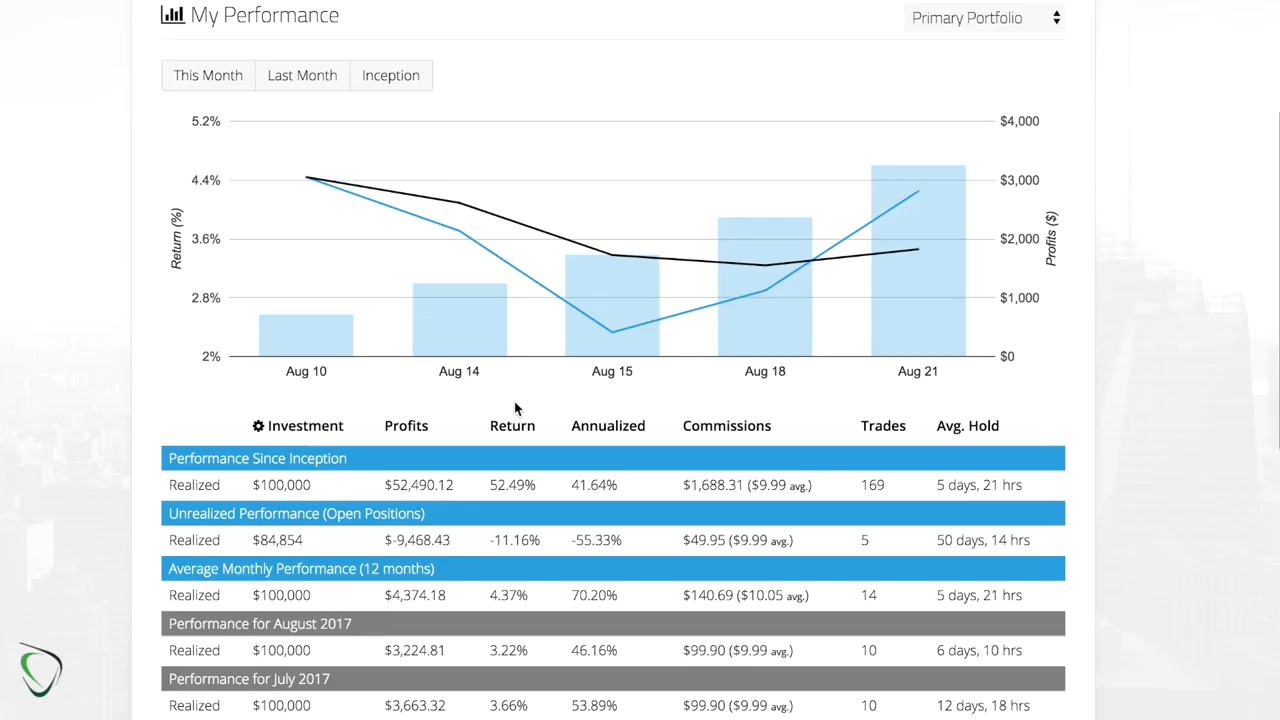 My Performance
Primary Portfolio
This Month Last Month Inception
5.2% $4,000
4.4% $3,000
3.6% $2,000
2.8% $1,000
2% $0
Return (%)
Profits ($)
Aug 10 Aug 14 Aug 15 Aug 18 Aug 21
Investment Profits Return Annualized Commissions Trades Avg. Hold
Performance Since Inception
Realized $100,000 $52,490.12 52.49% 41.64% $1,688.31 ($9.99 avg.) 169 5 days, 21 hrs
Unrealized Performance (Open Positions)
Realized $84,854 $-9,468.43 -11.16% -55.33% $49.95 ($9.99 avg.) 5 50 days, 14 hrs
Average Monthly Performance (12 months)
Realized $100,000 $4,374.18 4.37% 70.20% $140.69 ($10.05 avg.) 14 5 days, 21 hrs
Performance for August 2017
Realized $100,000 $3,224.81 3.22% 46.16% $99.90 ($9.99 avg.) 10 6 days, 10 hrs
Performance for July 2017
Realized $100,000 $3,663.32 3.66% 53.89% $99.90 ($9.99 avg.) 10 12 days, 18 hrs